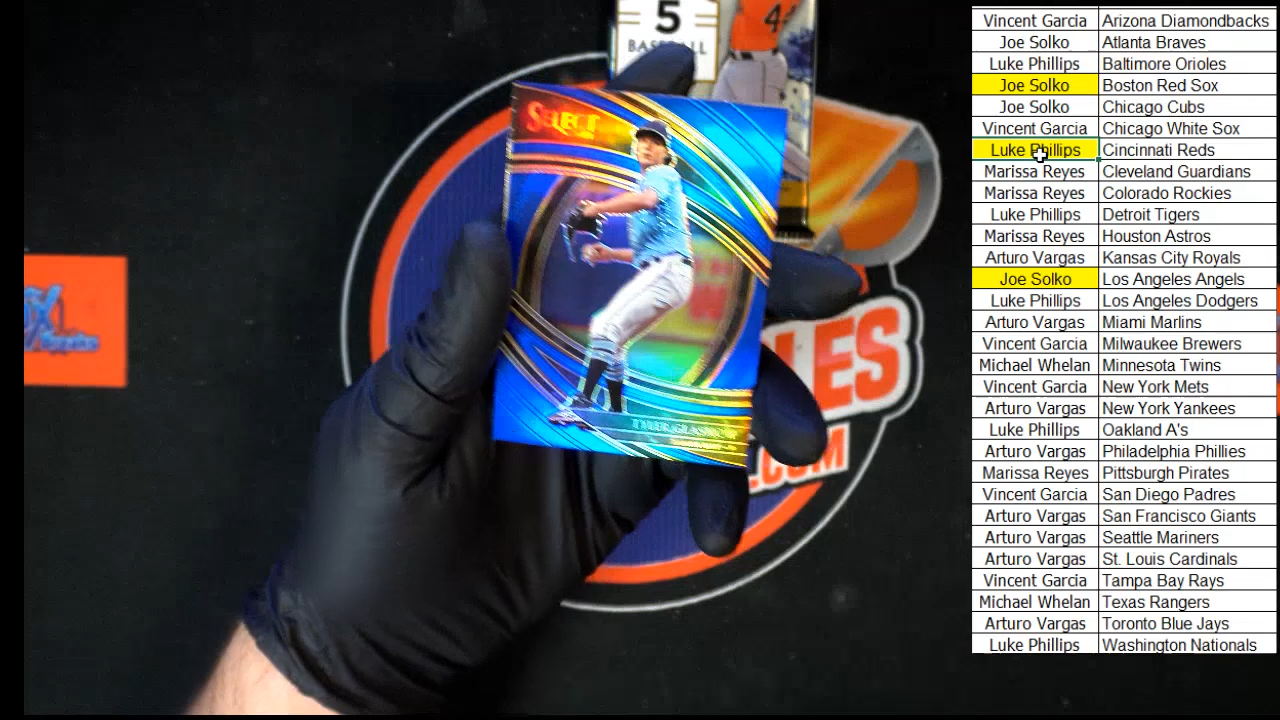 5
BASEBALL
4
SELECT
TYLER GLASNOW
LES
.COM
Vincent Garcia Arizona Diamondbacks
Joe Solko Atlanta Braves
Luke Phillips Baltimore Orioles
Joe Solko Boston Red Sox
Joe Solko Chicago Cubs
Vincent Garcia Chicago White Sox
Luke Phillips Cincinnati Reds
Marissa Reyes Cleveland Guardians
Marissa Reyes Colorado Rockies
Luke Phillips Detroit Tigers
Marissa Reyes Houston Astros
Arturo Vargas Kansas City Royals
Joe Solko Los Angeles Angels
Luke Phillips Los Angeles Dodgers
Arturo Vargas Miami Marlins
Vincent Garcia Milwaukee Brewers
Michael Whelan Minnesota Twins
Vincent Garcia New York Mets
Arturo Vargas New York Yankees
Luke Phillips Oakland A's
Arturo Vargas Philadelphia Phillies
Marissa Reyes Pittsburgh Pirates
Vincent Garcia San Diego Padres
Arturo Vargas San Francisco Giants
Arturo Vargas Seattle Mariners
Arturo Vargas St. Louis Cardinals
Vincent Garcia Tampa Bay Rays
Michael Whelan Texas Rangers
Arturo Vargas Toronto Blue Jays
Luke Phillips Washington Nationals